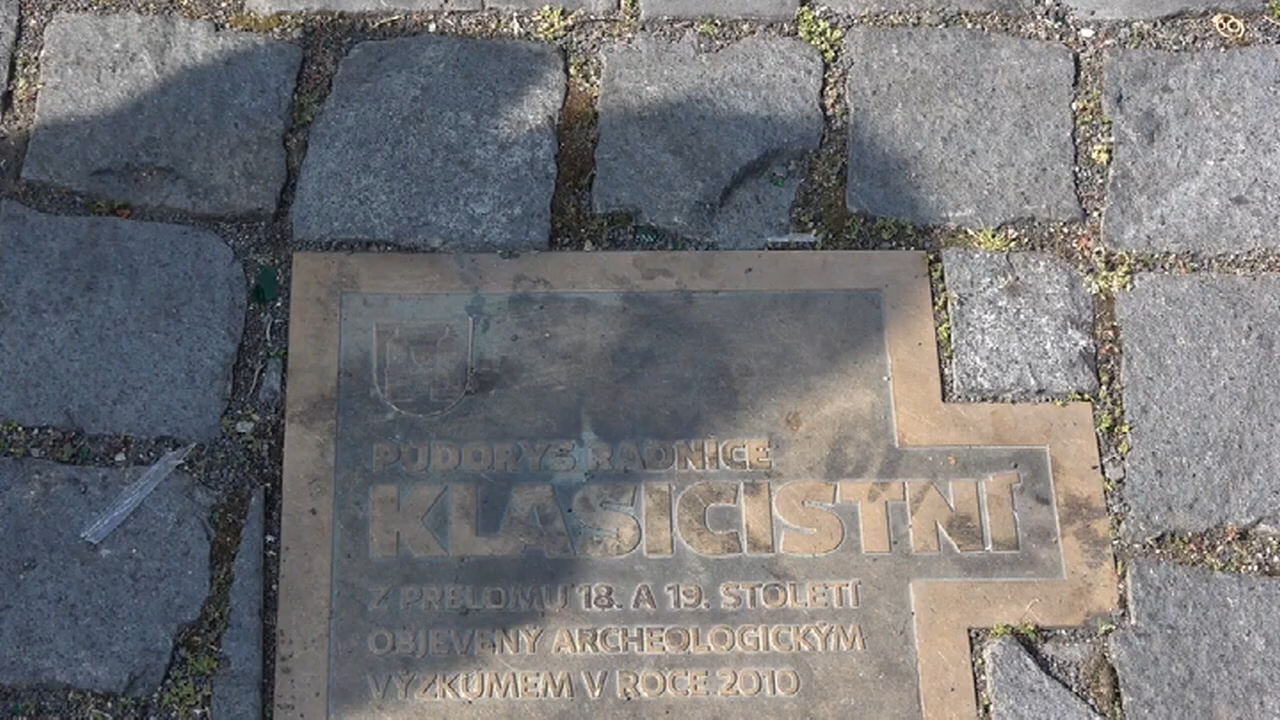 PŮDORYS RADNICE
KLASICISTNÍ
Z PŘELOMU 18. A 19. STOLETÍ
OBJEVENÝ ARCHEOLOGICKÝM
VÝZKUMEM V ROCE 2010